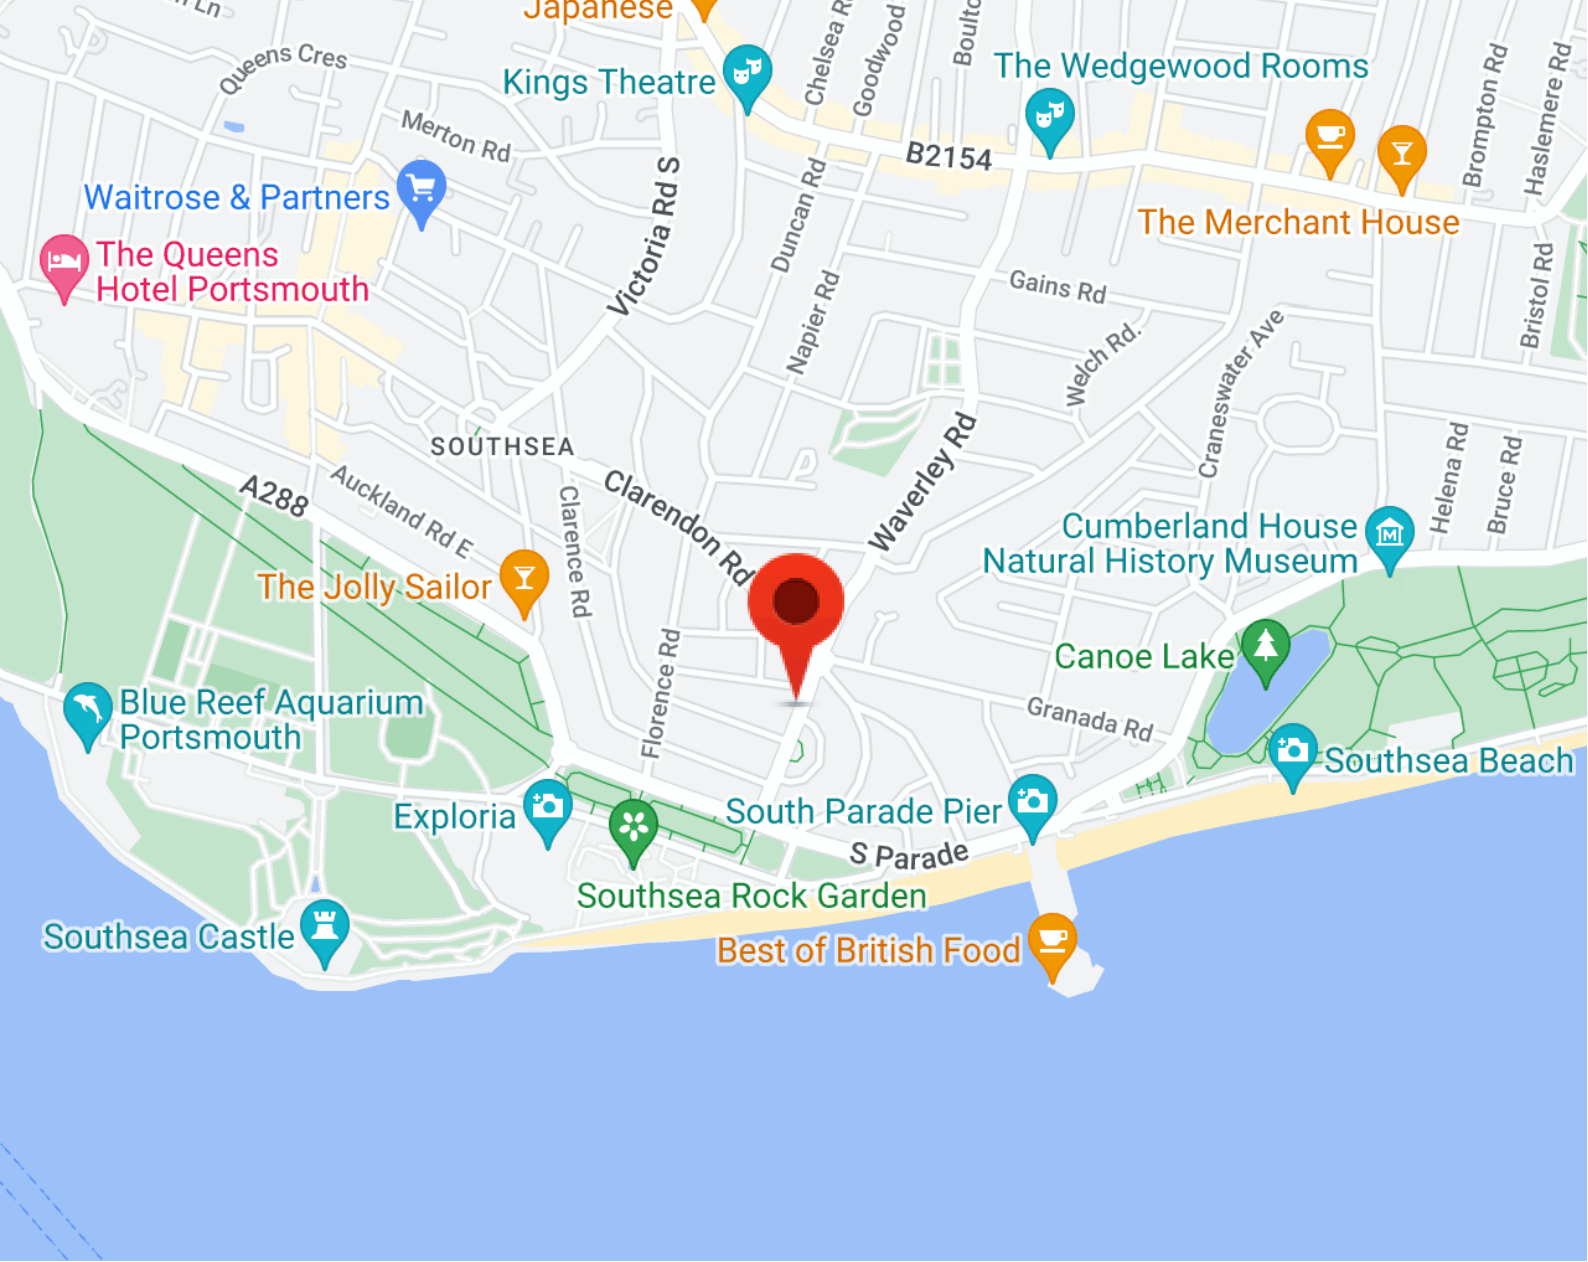 Japanese
Ln
Queens Cres
Kings Theatre
Chelsea R
Goodwood
Boulto
The Wedgewood Rooms
Brompton Rd
Haslemere Rd
Merton Rd
B2154
Waitrose & Partners
Victoria Rd S
Duncan Rd
The Merchant House
The Queens
Hotel Portsmouth
Napier Rd
Gains Rd
Welch Rd.
Craneswater Ave
Bristol Rd
SOUTHSEA
Waverley Rd
Helena Rd
Bruce Rd
A288
Auckland Rd E
Clarence Rd
Clarendon Rd
Cumberland House
Natural History Museum
M
The Jolly Sailor
Florence Rd
Canoe Lake
Blue Reef Aquarium
Portsmouth
Granada Rd
Southsea Beach
Exploria
South Parade Pier
S Parade
Southsea Rock Garden
Southsea Castle
Best of British Food